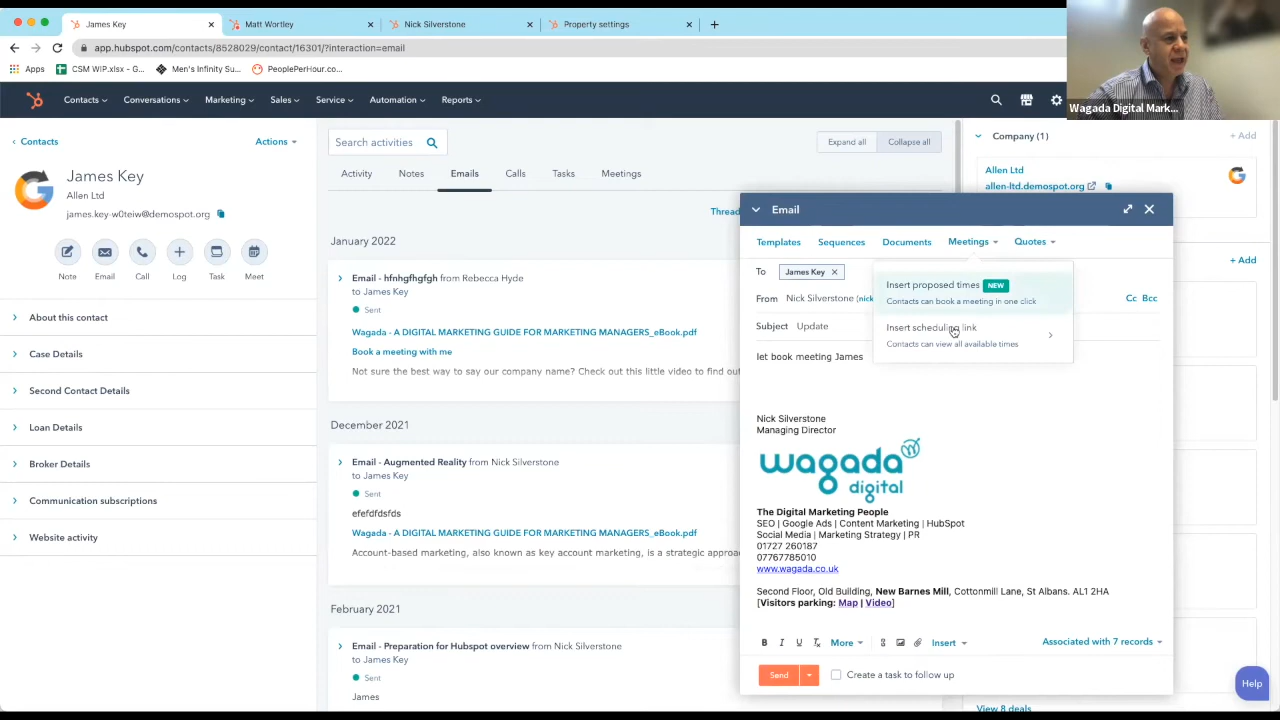 James Key
Matt Wortley
Nick Silverstone
Property settings
app.hubspot.com/contacts/8528029/contact/16301/?interaction=email
Apps
CSM WIP.xlsx - G...
Men's Infinity Su...
PeoplePerHour.co...
Wagada Digital Mark...
Contacts
Conversations
Marketing
Sales
Service
Automation
Reports
Contacts
Actions
James Key
Allen Ltd
james.key-w0teiw@demospot.org
Note
Email
Call
Log
Task
Meet
About this contact
Case Details
Second Contact Details
Loan Details
Broker Details
Communication subscriptions
Website activity
Search activities
Expand all
Collapse all
Activity
Notes
Emails
Calls
Tasks
Meetings
Thread
January 2022
Email - hfnhgfhgfgh from Rebecca Hyde
to James Key
Sent
Wagada - A DIGITAL MARKETING GUIDE FOR MARKETING MANAGERS_eBook.pdf
Book a meeting with me
Not sure the best way to say our company name? Check out this little video to find ou
December 2021
Email - Augmented Reality from Nick Silverstone
to James Key
Sent
efefdfdsfds
Wagada - A DIGITAL MARKETING GUIDE FOR MARKETING MANAGERS_eBook.pdf
Account-based marketing, also known as key account marketing, is a strategic approa
February 2021
Email - Preparation for Hubspot overview from Nick Silverstone
to James Key
Sent
James
Company (1)
+ Add
Allen Ltd
allen-ltd.demospot.org
+ Add
View 8 deals
Help
Email
Templates
Sequences
Documents
Meetings
Quotes
To
James Key
From
Nick Silverstone (nick
Cc
Bcc
Subject
Update
Insert proposed times NEW
Contacts can book a meeting in one click
Insert scheduling link
Contacts can view all available times
let book meeting James
Nick Silverstone
Managing Director
wagada
digital
The Digital Marketing People
SEO | Google Ads | Content Marketing | HubSpot
Social Media | Marketing Strategy | PR
01727 260187
07767785010
www.wagada.co.uk
Second Floor, Old Building, New Barnes Mill, Cottonmill Lane, St Albans. AL1 2HA
[Visitors parking: Map | Video]
B
I
U
More
Insert
Associated with 7 records
Send
Create a task to follow up